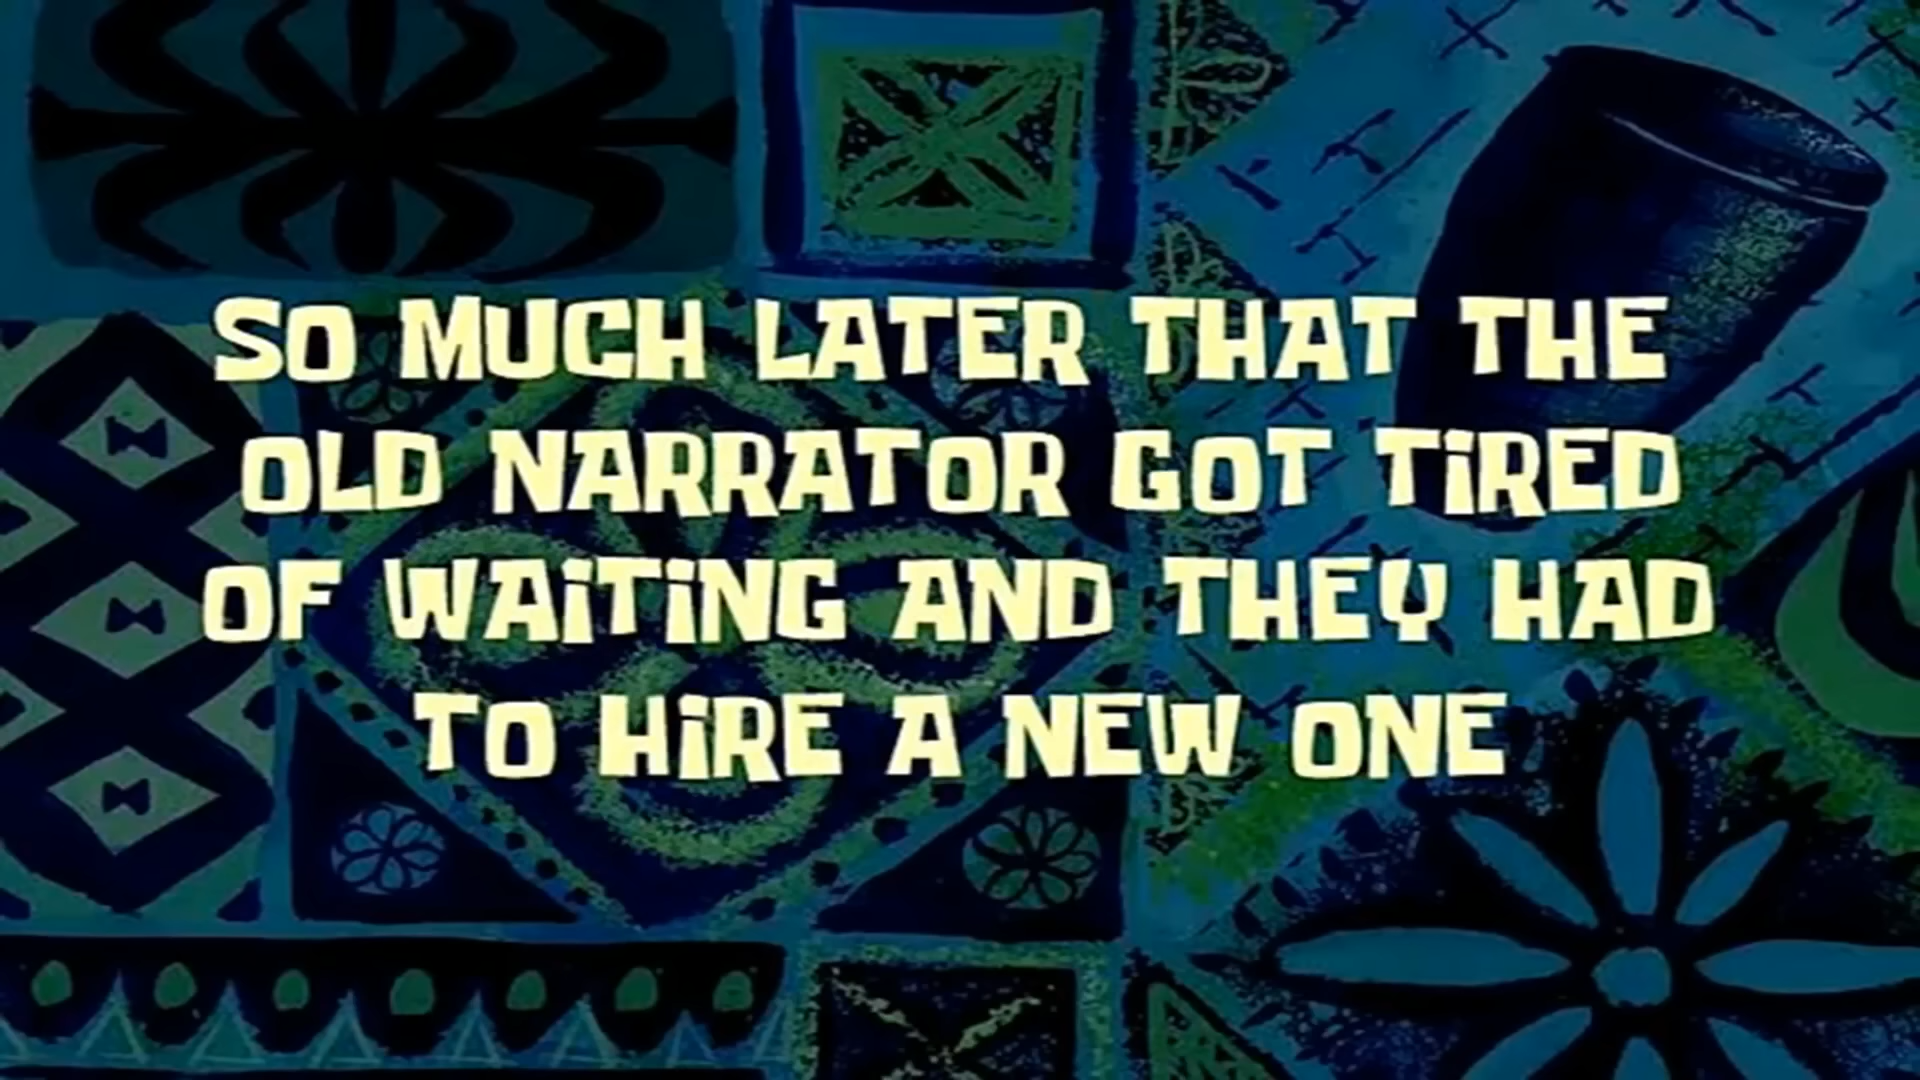 SO MUCH LATER THAT THE
OLD NARRATOR GOT TiRED
OF WAiTiNG AND THEY HAD
TO HiRE A NEW ONE